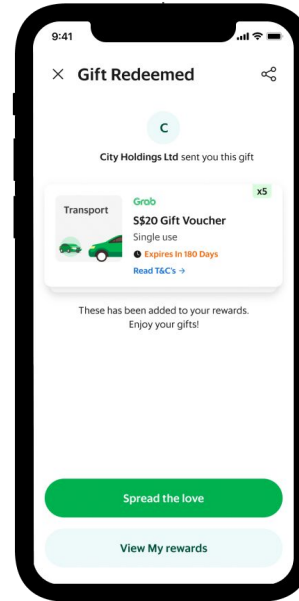 9:41
Gift Redeemed
C
City Holdings Ltd sent you this gift
x5
Transport
Grab
S$20 Gift Voucher
Single use
Expires In 180 Days
Read T&C's →
These has been added to your rewards.
Enjoy your gifts!
Spread the love
View My rewards